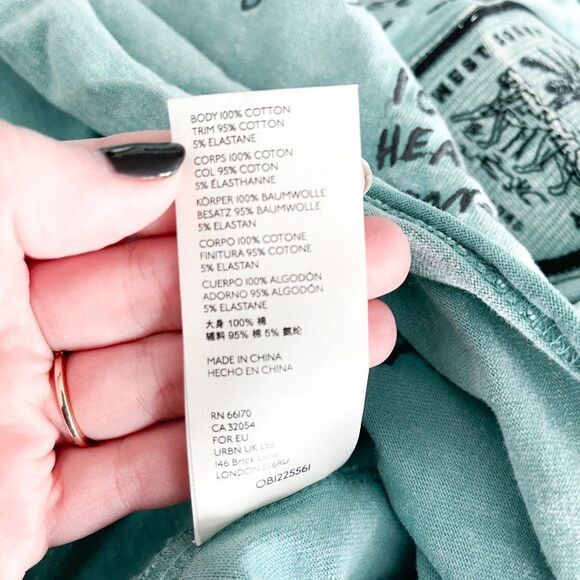 BODY 100% COTTON
TRIM 95% COTTON
5% ELASTANE
CORPS 100% COTON
COL 95% COTON
5% ÉLASTHANNE
KÖRPER 100% BAUMWOLLE
BESATZ 95% BAUMWOLLE
5% ELASTAN
CORPO 100% COTONE
FINITURA 95% COTONE
5% ELASTAN
CUERPO 100% ALGODÓN
ADORNO 95% ALGODÓN
5% ELASTANO
大身 100% 棉
辅料 95% 棉 5% 氨纶
MADE IN CHINA
HECHO EN CHINA
RN 66170
CA 32054
FOR EU
URBN UK Ltd
146 Brick Lane
LONDON E1 6RU
OB1225561
HEA